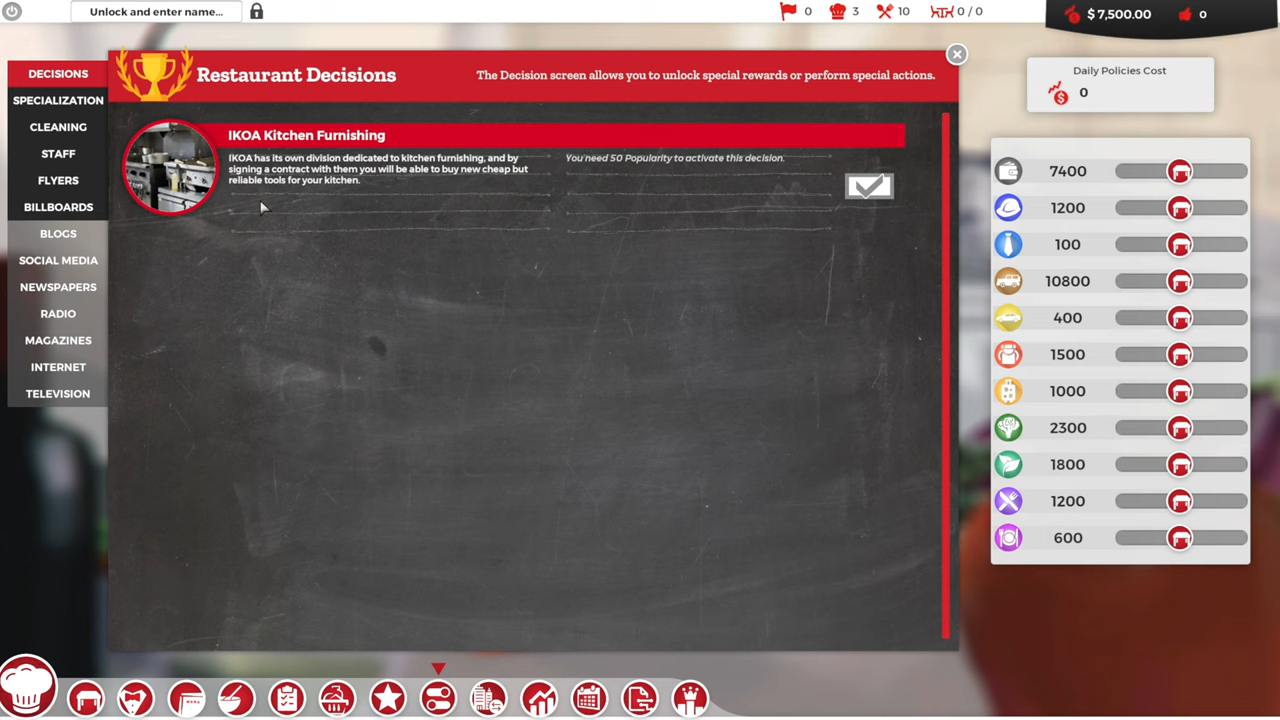 Unlock and enter name...
0
3
10
0 / 0
$ 7,500.00
0
DECISIONS
SPECIALIZATION
CLEANING
STAFF
FLYERS
BILLBOARDS
BLOGS
SOCIAL MEDIA
NEWSPAPERS
RADIO
MAGAZINES
INTERNET
TELEVISION
Restaurant Decisions
The Decision screen allows you to unlock special rewards or perform special actions.
IKOA Kitchen Furnishing
IKOA has its own division dedicated to kitchen furnishing, and by
signing a contract with them you will be able to buy new cheap but
reliable tools for your kitchen.
You need 50 Popularity to activate this decision.
Daily Policies Cost
0
7400
1200
100
10800
400
1500
1000
2300
1800
1200
600
MENU